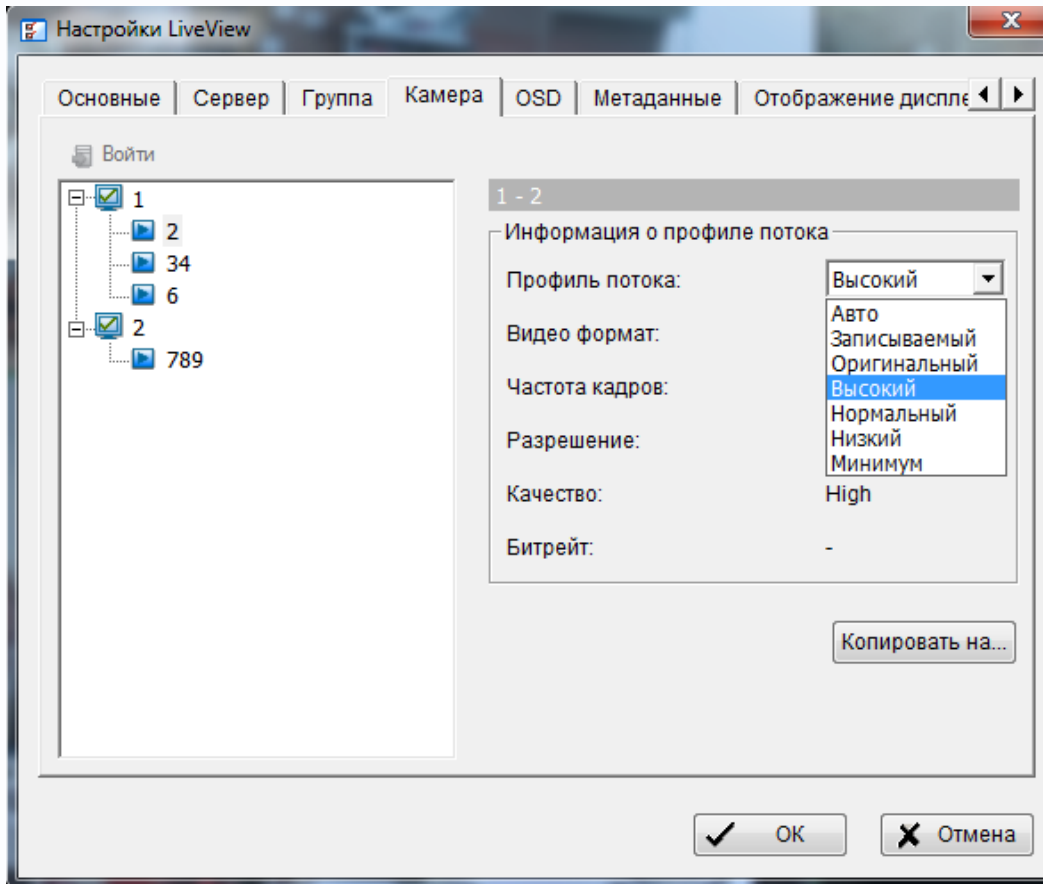 Настройки LiveView
Основные Сервер Группа Камера OSD Метаданные Отображение диспле
Войти
1
2
34
6
2
789
1 - 2
Информация о профиле потока
Профиль потока: Высокий
Авто
Записываемый
Оригинальный
Высокий
Нормальный
Низкий
Минимум
Видео формат:
Частота кадров:
Разрешение:
Качество: High
Битрейт: -
Копировать на...
ОК Отмена